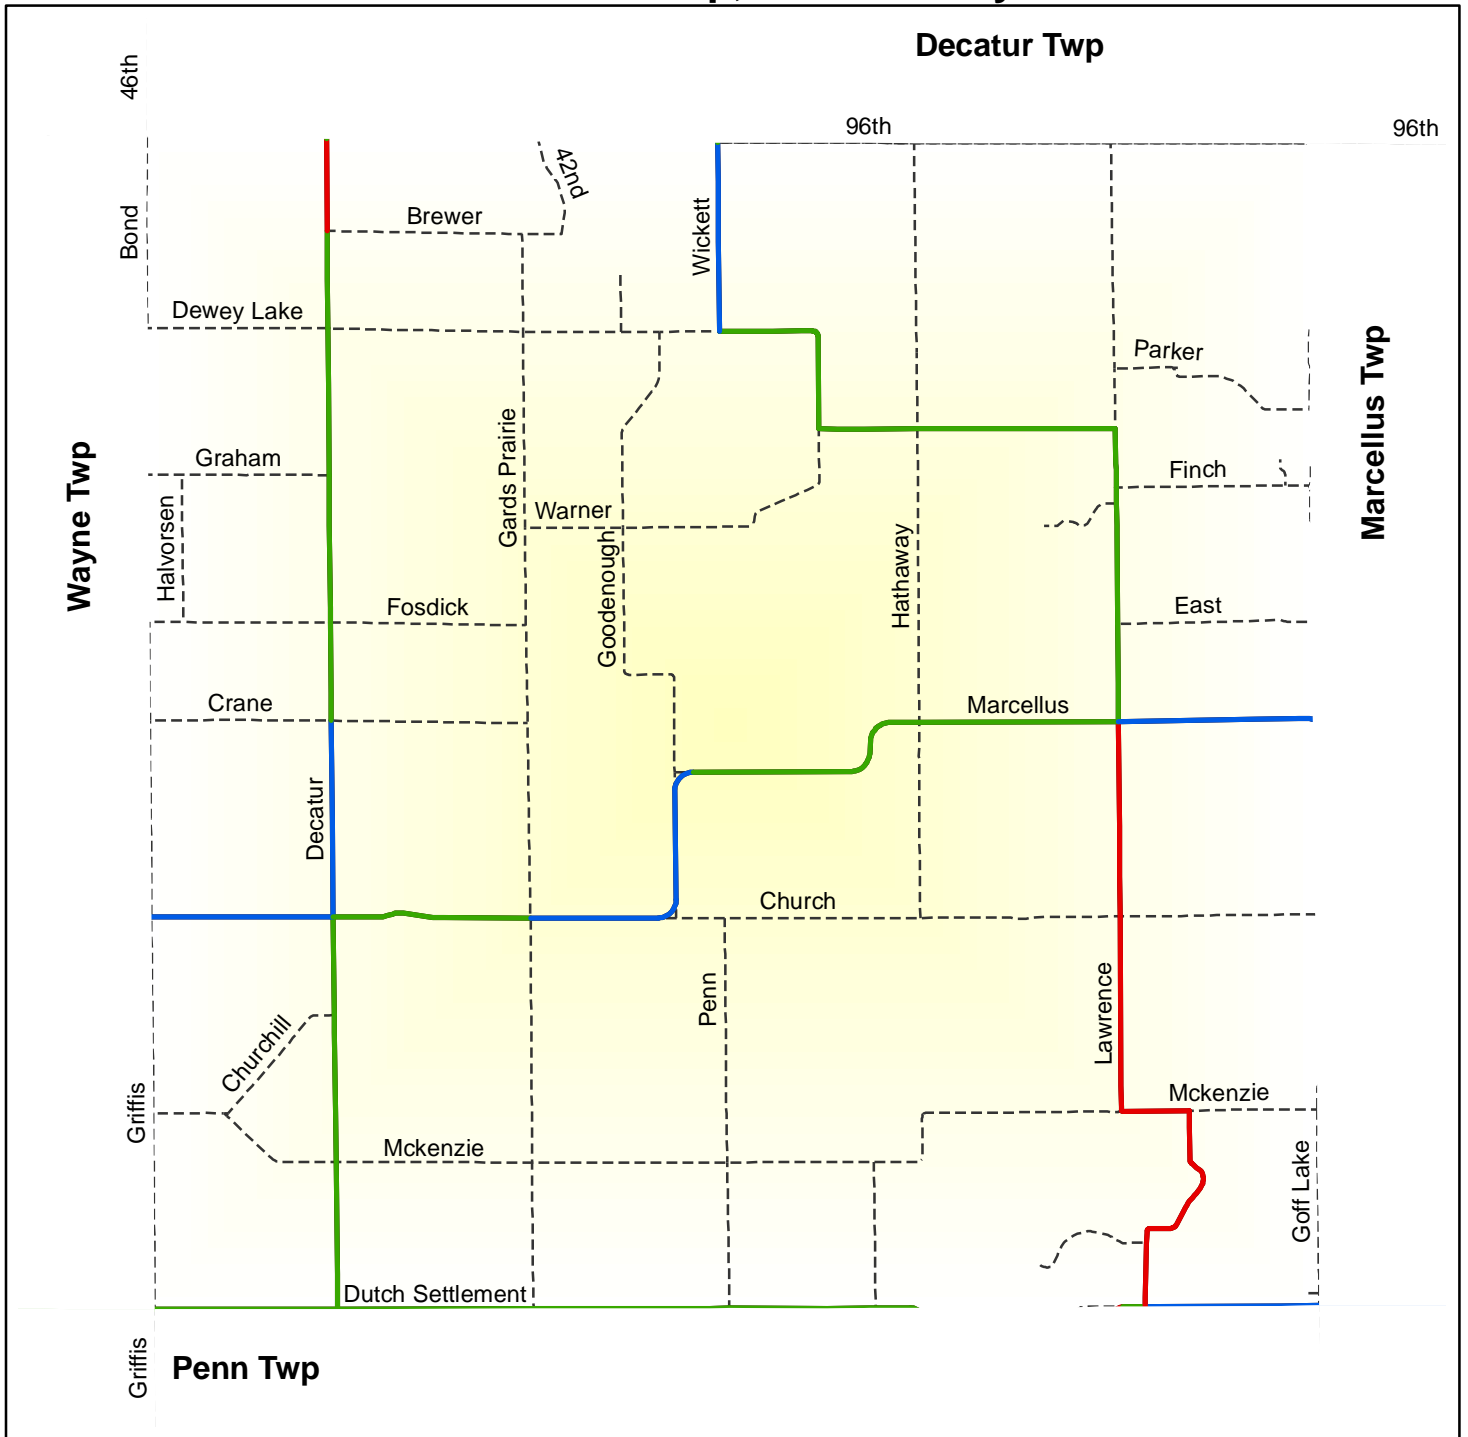 Decatur Twp
46th
96th
96th
42nd
Brewer
Bond
Wickett
Dewey Lake
Parker
Marcellus Twp
Gards Prairie
Graham
Finch
Wayne Twp
Halvorsen
Warner
Goodenough
Hathaway
Fosdick
East
Crane
Marcellus
Decatur
Church
Penn
Lawrence
Churchill
Griffis
Mckenzie
Mckenzie
Goff Lake
Dutch Settlement
Griffis
Penn Twp